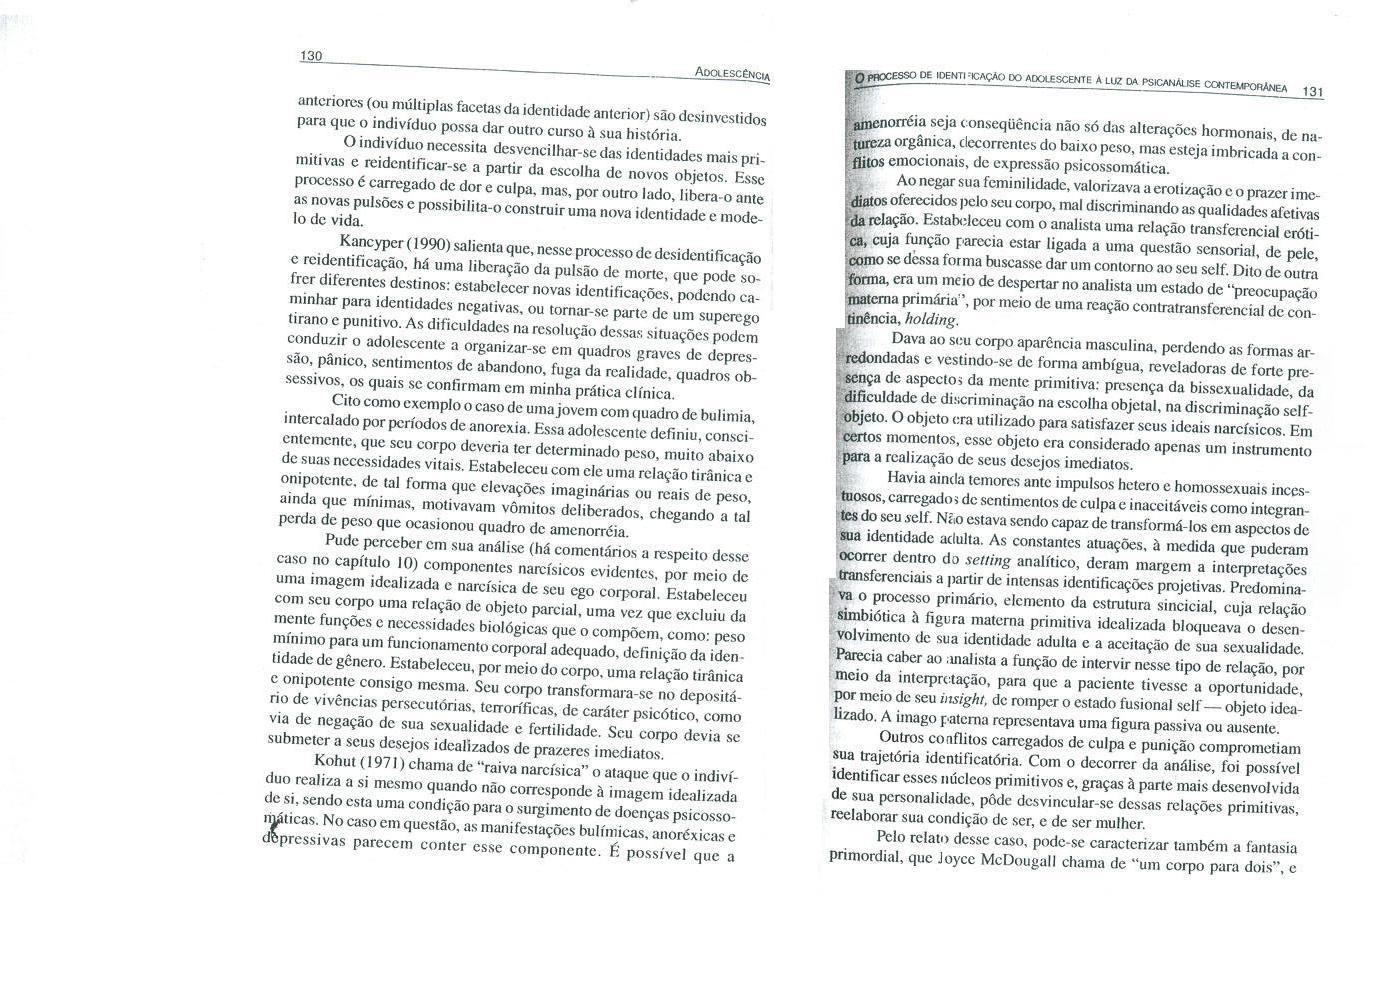 130
ADOLESCÊNCIA
anteriores (ou múltiplas facetas da identidade anterior) são desinvestidos
para que o indivíduo possa dar outro curso à sua história.
O indivíduo necessita desvencilhar-se das identidades mais pri-
mitivas e reidentificar-se a partir da escolha de novos objetos. Esse
processo é carregado de dor e culpa, mas, por outro lado, libera-o ante
as novas pulsões e possibilita-o construir uma nova identidade e mode-
lo de vida.
Kancyper (1990) salienta que, nesse processo de desidentificação
e reidentificação, há uma liberação da pulsão de morte, que pode so-
frer diferentes destinos: estabelecer novas identificações, podendo ca-
minhar para identidades negativas, ou tornar-se parte de um superego
tirano e punitivo. As dificuldades na resolução dessas situações podem
conduzir o adolescente a organizar-se em quadros graves de depres-
são, pânico, sentimentos de abandono, fuga da realidade, quadros ob-
sessivos, os quais se confirmam em minha prática clínica.
Cito como exemplo o caso de uma jovem com quadro de bulimia,
intercalado por períodos de anorexia. Essa adolescente definiu, consci-
entemente, que seu corpo deveria ter determinado peso, muito abaixo
de suas necessidades vitais. Estabeleceu com ele uma relação tirânica e
onipotente, de tal forma que elevações imaginárias ou reais de peso,
ainda que mínimas, motivavam vômitos deliberados, chegando a tal
perda de peso que ocasionou quadro de amenorréia.
Pude perceber em sua análise (há comentários a respeito desse
caso no capítulo 10) componentes narcísicos evidentes, por meio de
uma imagem idealizada e narcísica de seu ego corporal. Estabeleceu
com seu corpo uma relação de objeto parcial, uma vez que excluiu da
mente funções e necessidades biológicas que o compõem, como: peso
mínimo para um funcionamento corporal adequado, definição da iden-
tidade de gênero. Estabeleceu, por meio do corpo, uma relação tirânica
e onipotente consigo mesma. Seu corpo transformara-se no depositá-
rio de vivências persecutórias, terroríficas, de caráter psicótico, como
via de negação de sua sexualidade e fertilidade. Seu corpo devia se
submeter a seus desejos idealizados de prazeres imediatos.
Kohut (1971) chama de “raiva narcísica” o ataque que o indiví-
duo realiza a si mesmo quando não corresponde à imagem idealizada
de si, sendo esta uma condição para o surgimento de doenças psicosso-
máticas. No caso em questão, as manifestações bulímicas, anoréxicas e
depressivas parecem conter esse componente. É possível que a
O PROCESSO DE IDENTIFICAÇÃO DO ADOLESCENTE À LUZ DA PSICANÁLISE CONTEMPORÂNEA 131
amenorréia seja conseqüência não só das alterações hormonais, de na-
tureza orgânica, decorrentes do baixo peso, mas esteja imbricada a con-
flitos emocionais, de expressão psicossomática.
Ao negar sua feminilidade, valorizava a erotização e o prazer ime-
diatos oferecidos pelo seu corpo, mal discriminando as qualidades afetivas
da relação. Estabeleceu com o analista uma relação transferencial eróti-
ca, cuja função parecia estar ligada a uma questão sensorial, de pele,
como se dessa forma buscasse dar um contorno ao seu self. Dito de outra
forma, era um meio de despertar no analista um estado de “preocupação
materna primária”, por meio de uma reação contratransferencial de con-
tinência, holding.
Dava ao seu corpo aparência masculina, perdendo as formas ar-
redondadas e vestindo-se de forma ambígua, reveladoras de forte pre-
sença de aspectos da mente primitiva: presença da bissexualidade, da
dificuldade de discriminação na escolha objetal, na discriminação self-
objeto. O objeto era utilizado para satisfazer seus ideais narcísicos. Em
certos momentos, esse objeto era considerado apenas um instrumento
para a realização de seus desejos imediatos.
Havia ainda temores ante impulsos hetero e homossexuais inces-
tuosos, carregados de sentimentos de culpa e inaceitáveis como integran-
tes do seu self. Não estava sendo capaz de transformá-los em aspectos de
sua identidade adulta. As constantes atuações, à medida que puderam
ocorrer dentro do setting analítico, deram margem a interpretações
transferenciais a partir de intensas identificações projetivas. Predomina-
va o processo primário, elemento da estrutura sincicial, cuja relação
simbiótica à figura materna primitiva idealizada bloqueava o desen-
volvimento de sua identidade adulta e a aceitação de sua sexualidade.
Parecia caber ao analista a função de intervir nesse tipo de relação, por
meio da interpretação, para que a paciente tivesse a oportunidade,
por meio de seu insight, de romper o estado fusional self — objeto idea-
lizado. A imago paterna representava uma figura passiva ou ausente.
Outros conflitos carregados de culpa e punição comprometiam
sua trajetória identificatória. Com o decorrer da análise, foi possível
identificar esses núcleos primitivos e, graças à parte mais desenvolvida
de sua personalidade, pôde desvincular-se dessas relações primitivas,
reelaborar sua condição de ser, e de ser mulher.
Pelo relato desse caso, pode-se caracterizar também a fantasia
primordial, que Joyce McDougall chama de “um corpo para dois”, e